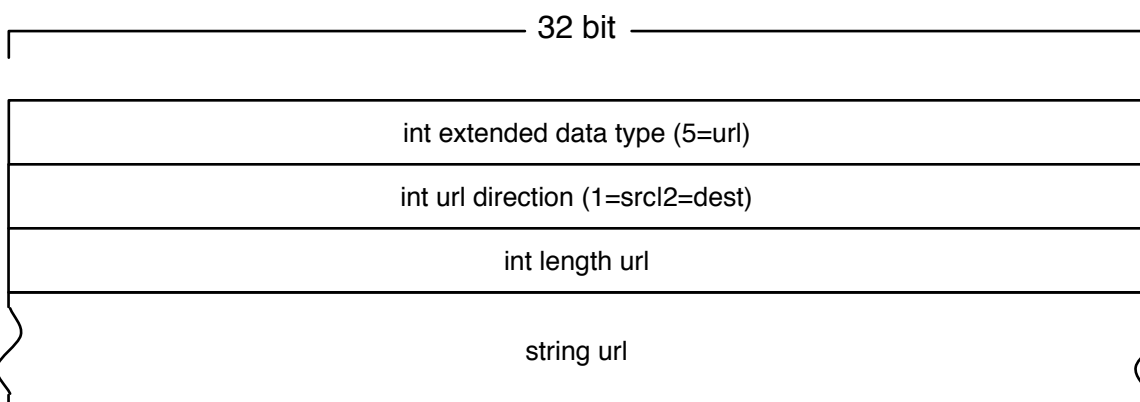 32 bit
int extended data type (5=url)
int url direction (1=src|2=dest)
int length url
string url